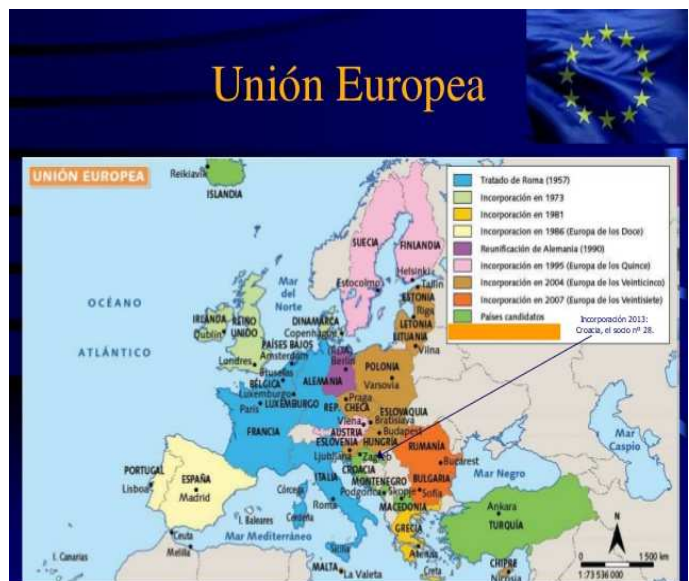 Unión Europea
UNIÓN EUROPEA
Reikiavik
ISLANDIA
Tratado de Roma (1957)
Incorporación en 1973
Incorporación en 1981
Incorporacion en 1986 (Europa de los Doce)
Reunificación de Alemania (1990)
Incorporación en 1995 (Europa de los Quince)
Incorporación en 2004 (Europa de los Veinticinco)
Incorporación en 2007 (Europa de los Veintisiete)
Países candidatos
Incorporación 2013:
Croacia, el socio nº 28.
SUECIA
FINLANDIA
Helsinki
Estocolmo
Tallin
ESTONIA
Riga
LETONIA
LITUANIA
Vilna
Mar
del
Norte
OCÉANO
ATLÁNTICO
IRLANDA
Dublín
REINO
UNIDO
Londres
DINAMARCA
Copenhague
PAÍSES BAJOS
Amsterdam
Bruselas
BÉLGICA
Luxemburgo
LUXEMBURGO
(RDA)
Berlín
ALEMANIA
POLONIA
Varsovia
Praga
REP. CHECA
ESLOVAQUIA
París
FRANCIA
Viena
Bratislava
AUSTRIA
Budapest
HUNGRÍA
ESLOVENIA
Ljubljana
Zagreb
CROACIA
RUMANÍA
Bucarest
ITALIA
Roma
MONTENEGRO
Podgorica
Skopje
MACEDONIA
BULGARIA
Sofía
Mar Negro
Mar
Caspio
PORTUGAL
Lisboa
ESPAÑA
Madrid
Córcega
Cerdeña
I. Baleares
Ceuta
Melilla
Mar Mediterráneo
Sicilia
GRECIA
Atenas
Creta
Ankara
TURQUÍA
N
I. Canarias
MALTA
La Valeta
CHIPRE
Nicosia
0
1 500 km
1:73 536 000